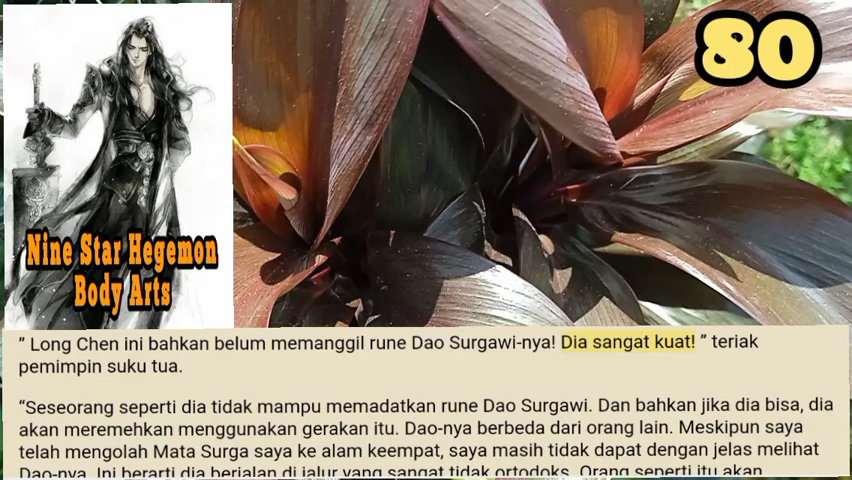 80
Nine Star Hegemon
Body Arts
” Long Chen ini bahkan belum memanggil rune Dao Surgawi-nya! Dia sangat kuat! ” teriak
pemimpin suku tua.
“Seseorang seperti dia tidak mampu memadatkan rune Dao Surgawi. Dan bahkan jika dia bisa, dia
akan meremehkan menggunakan gerakan itu. Dao-nya berbeda dari orang lain. Meskipun saya
telah mengolah Mata Surga saya ke alam keempat, saya masih tidak dapat dengan jelas melihat
Dao-nya. Ini berarti dia berjalan di jalur yang sangat tidak ortodoks. Orang seperti itu akan